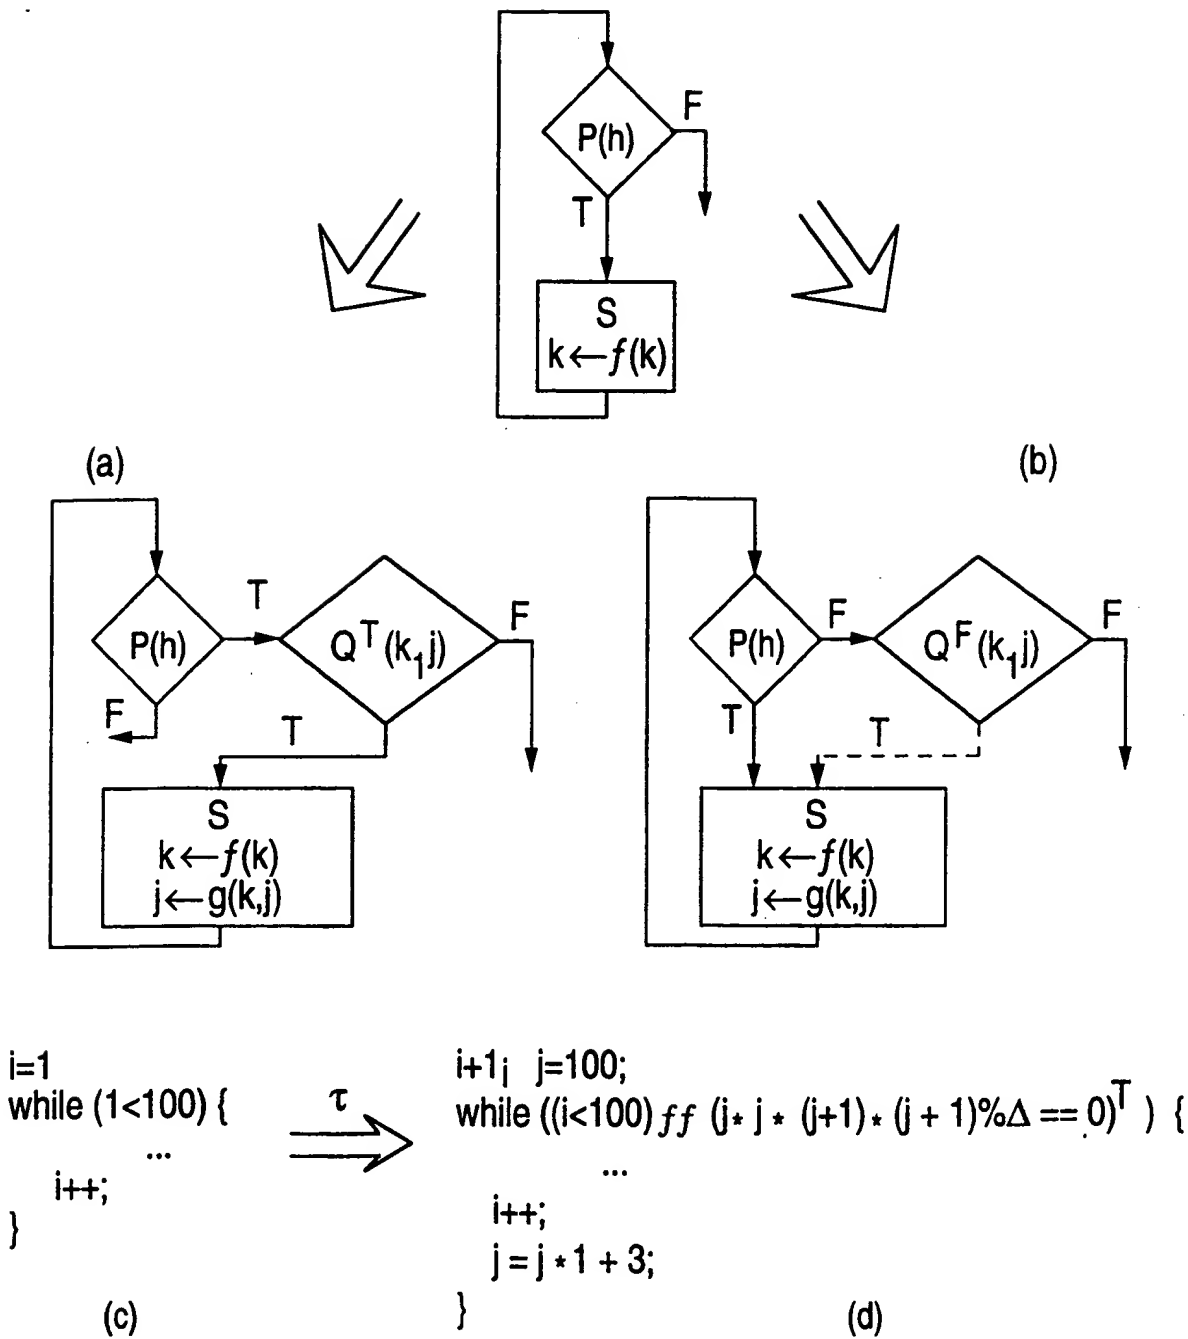 P(h)
F
T
S
k←f(k)
(a)
(b)
P(h)
T
Q^T(k₁j)
F
F
T
S
k←f(k)
j←g(k,j)
P(h)
F
Q^F(k₁j)
F
T
T
S
k←f(k)
j←g(k,j)
i=1
while (1<100) {
...
i++;
}
τ
i+1¡ j=100;
while ((i<100) ff (j* j * (j+1) * (j + 1)%Δ == 0)^T ) {
...
i++;
j = j * 1 + 3;
}
(c)
(d)